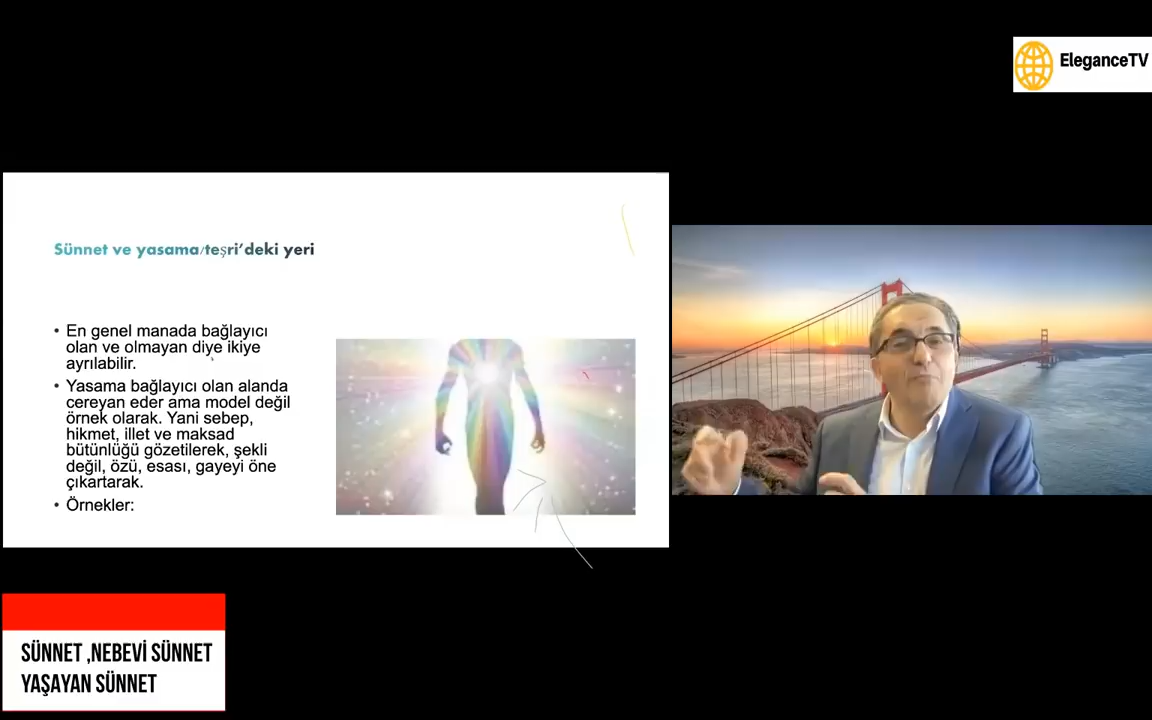 EleganceTV
Sünnet ve yasama/teşri'deki yeri
• En genel manada bağlayıcı
olan ve olmayan diye ikiye
ayrılabilir.
• Yasama bağlayıcı olan alanda
cereyan eder ama model değil
örnek olarak. Yani sebep,
hikmet, illet ve maksad
bütünlüğü gözetilerek, şekli
değil, özü, esası, gayeyi öne
çıkartarak.
• Örnekler:
SÜNNET ,NEBEVİ SÜNNET
YAŞAYAN SÜNNET